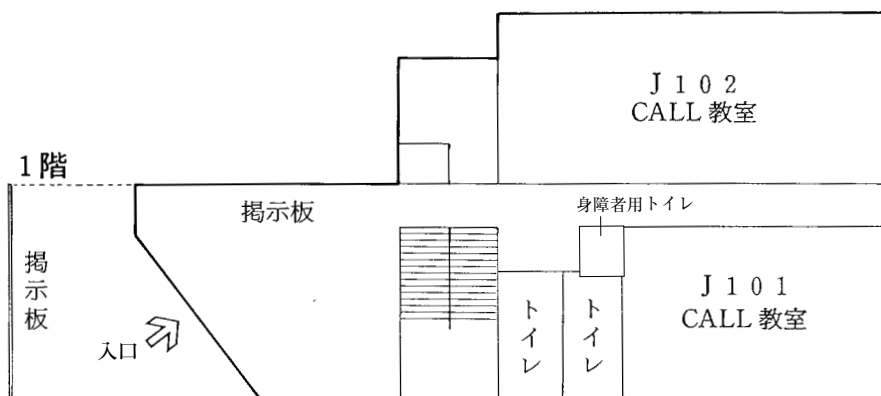 J102
CALL 教室
1階
掲示板
身障者用トイレ
掲示板
J101
CALL 教室
トイレ
トイレ
入口